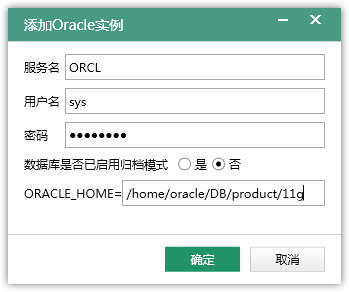 添加Oracle实例
服务名 ORCL
用户名 sys
密码 ●●●●●●●●
数据库是否已启用归档模式 是 否
ORACLE_HOME= /home/oracle/DB/product/11g
确定 取消